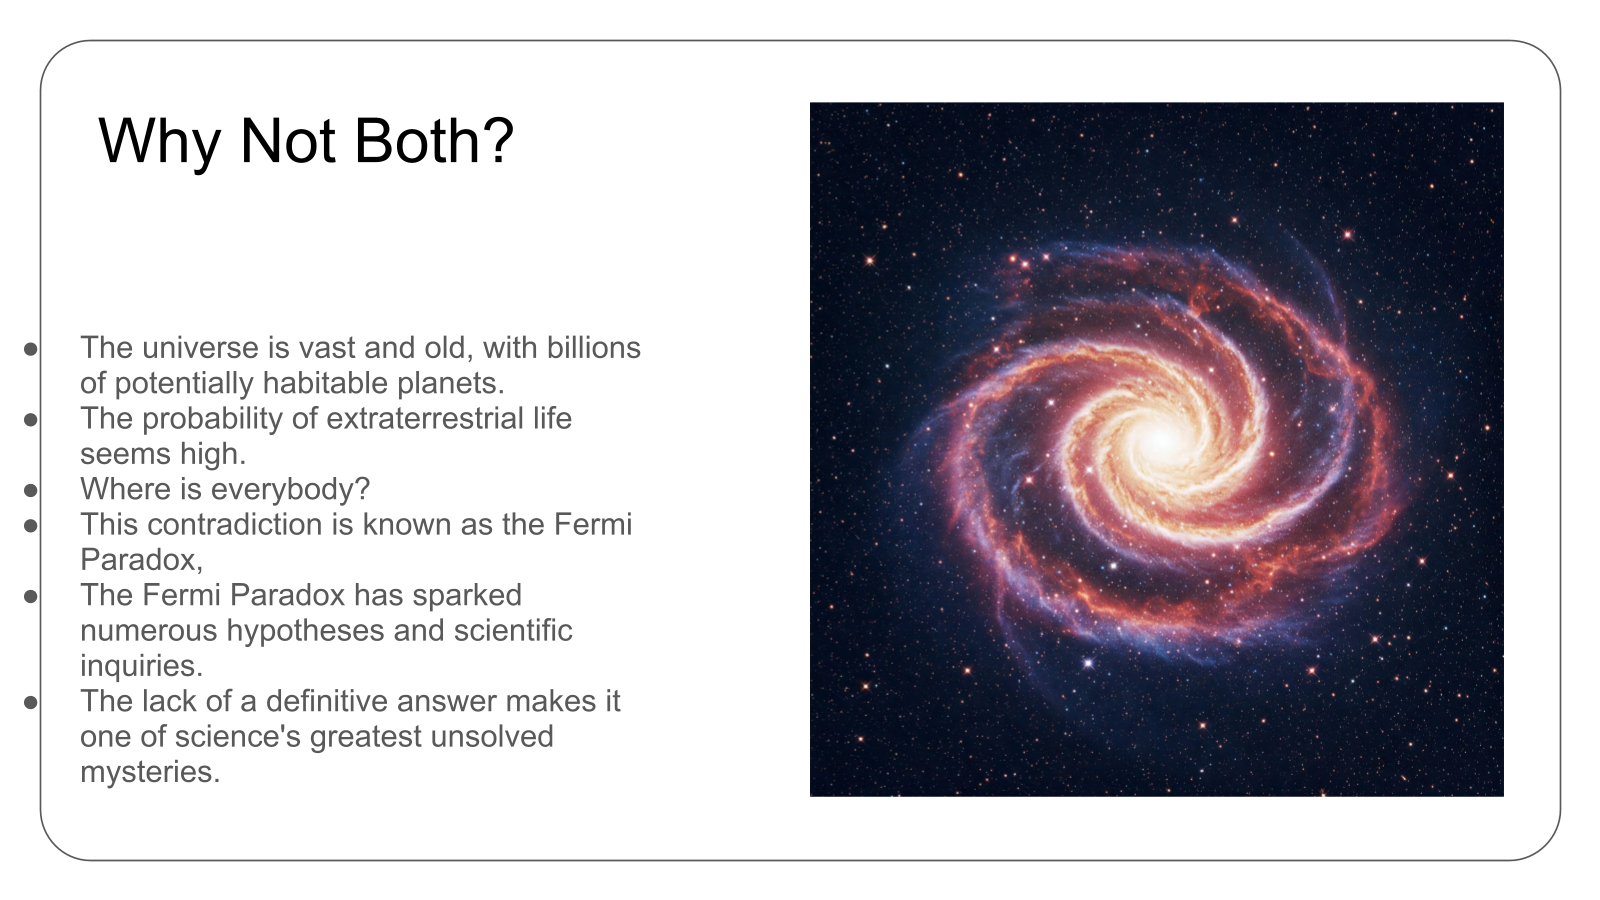 Why Not Both?
● The universe is vast and old, with billions
of potentially habitable planets.
● The probability of extraterrestrial life
seems high.
● Where is everybody?
● This contradiction is known as the Fermi
Paradox,
● The Fermi Paradox has sparked
numerous hypotheses and scientific
inquiries.
● The lack of a definitive answer makes it
one of science's greatest unsolved
mysteries.